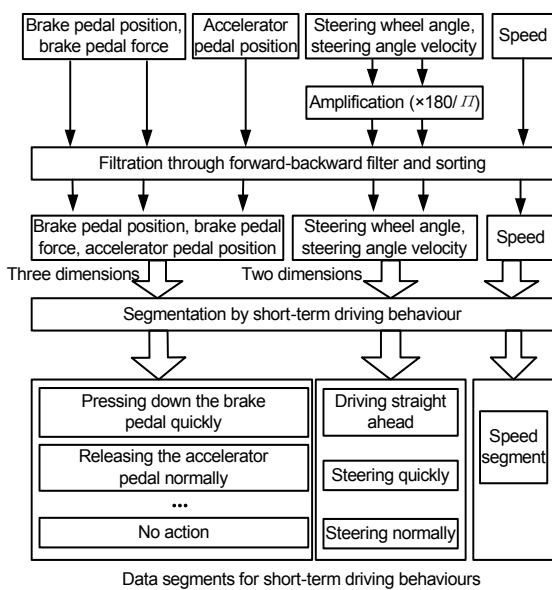 Brake pedal position,
brake pedal force
Accelerator
pedal position
Steering wheel angle,
steering angle velocity
Speed
Amplification (×180/Π)
Filtration through forward-backward filter and sorting
Brake pedal position, brake pedal
force, accelerator pedal position
Steering wheel angle,
steering angle velocity
Speed
Three dimensions
Two dimensions
Segmentation by short-term driving behaviour
Pressing down the brake
pedal quickly
Releasing the accelerator
pedal normally
...
No action
Driving straight
ahead
Steering quickly
Steering normally
Speed
segment
Data segments for short-term driving behaviours